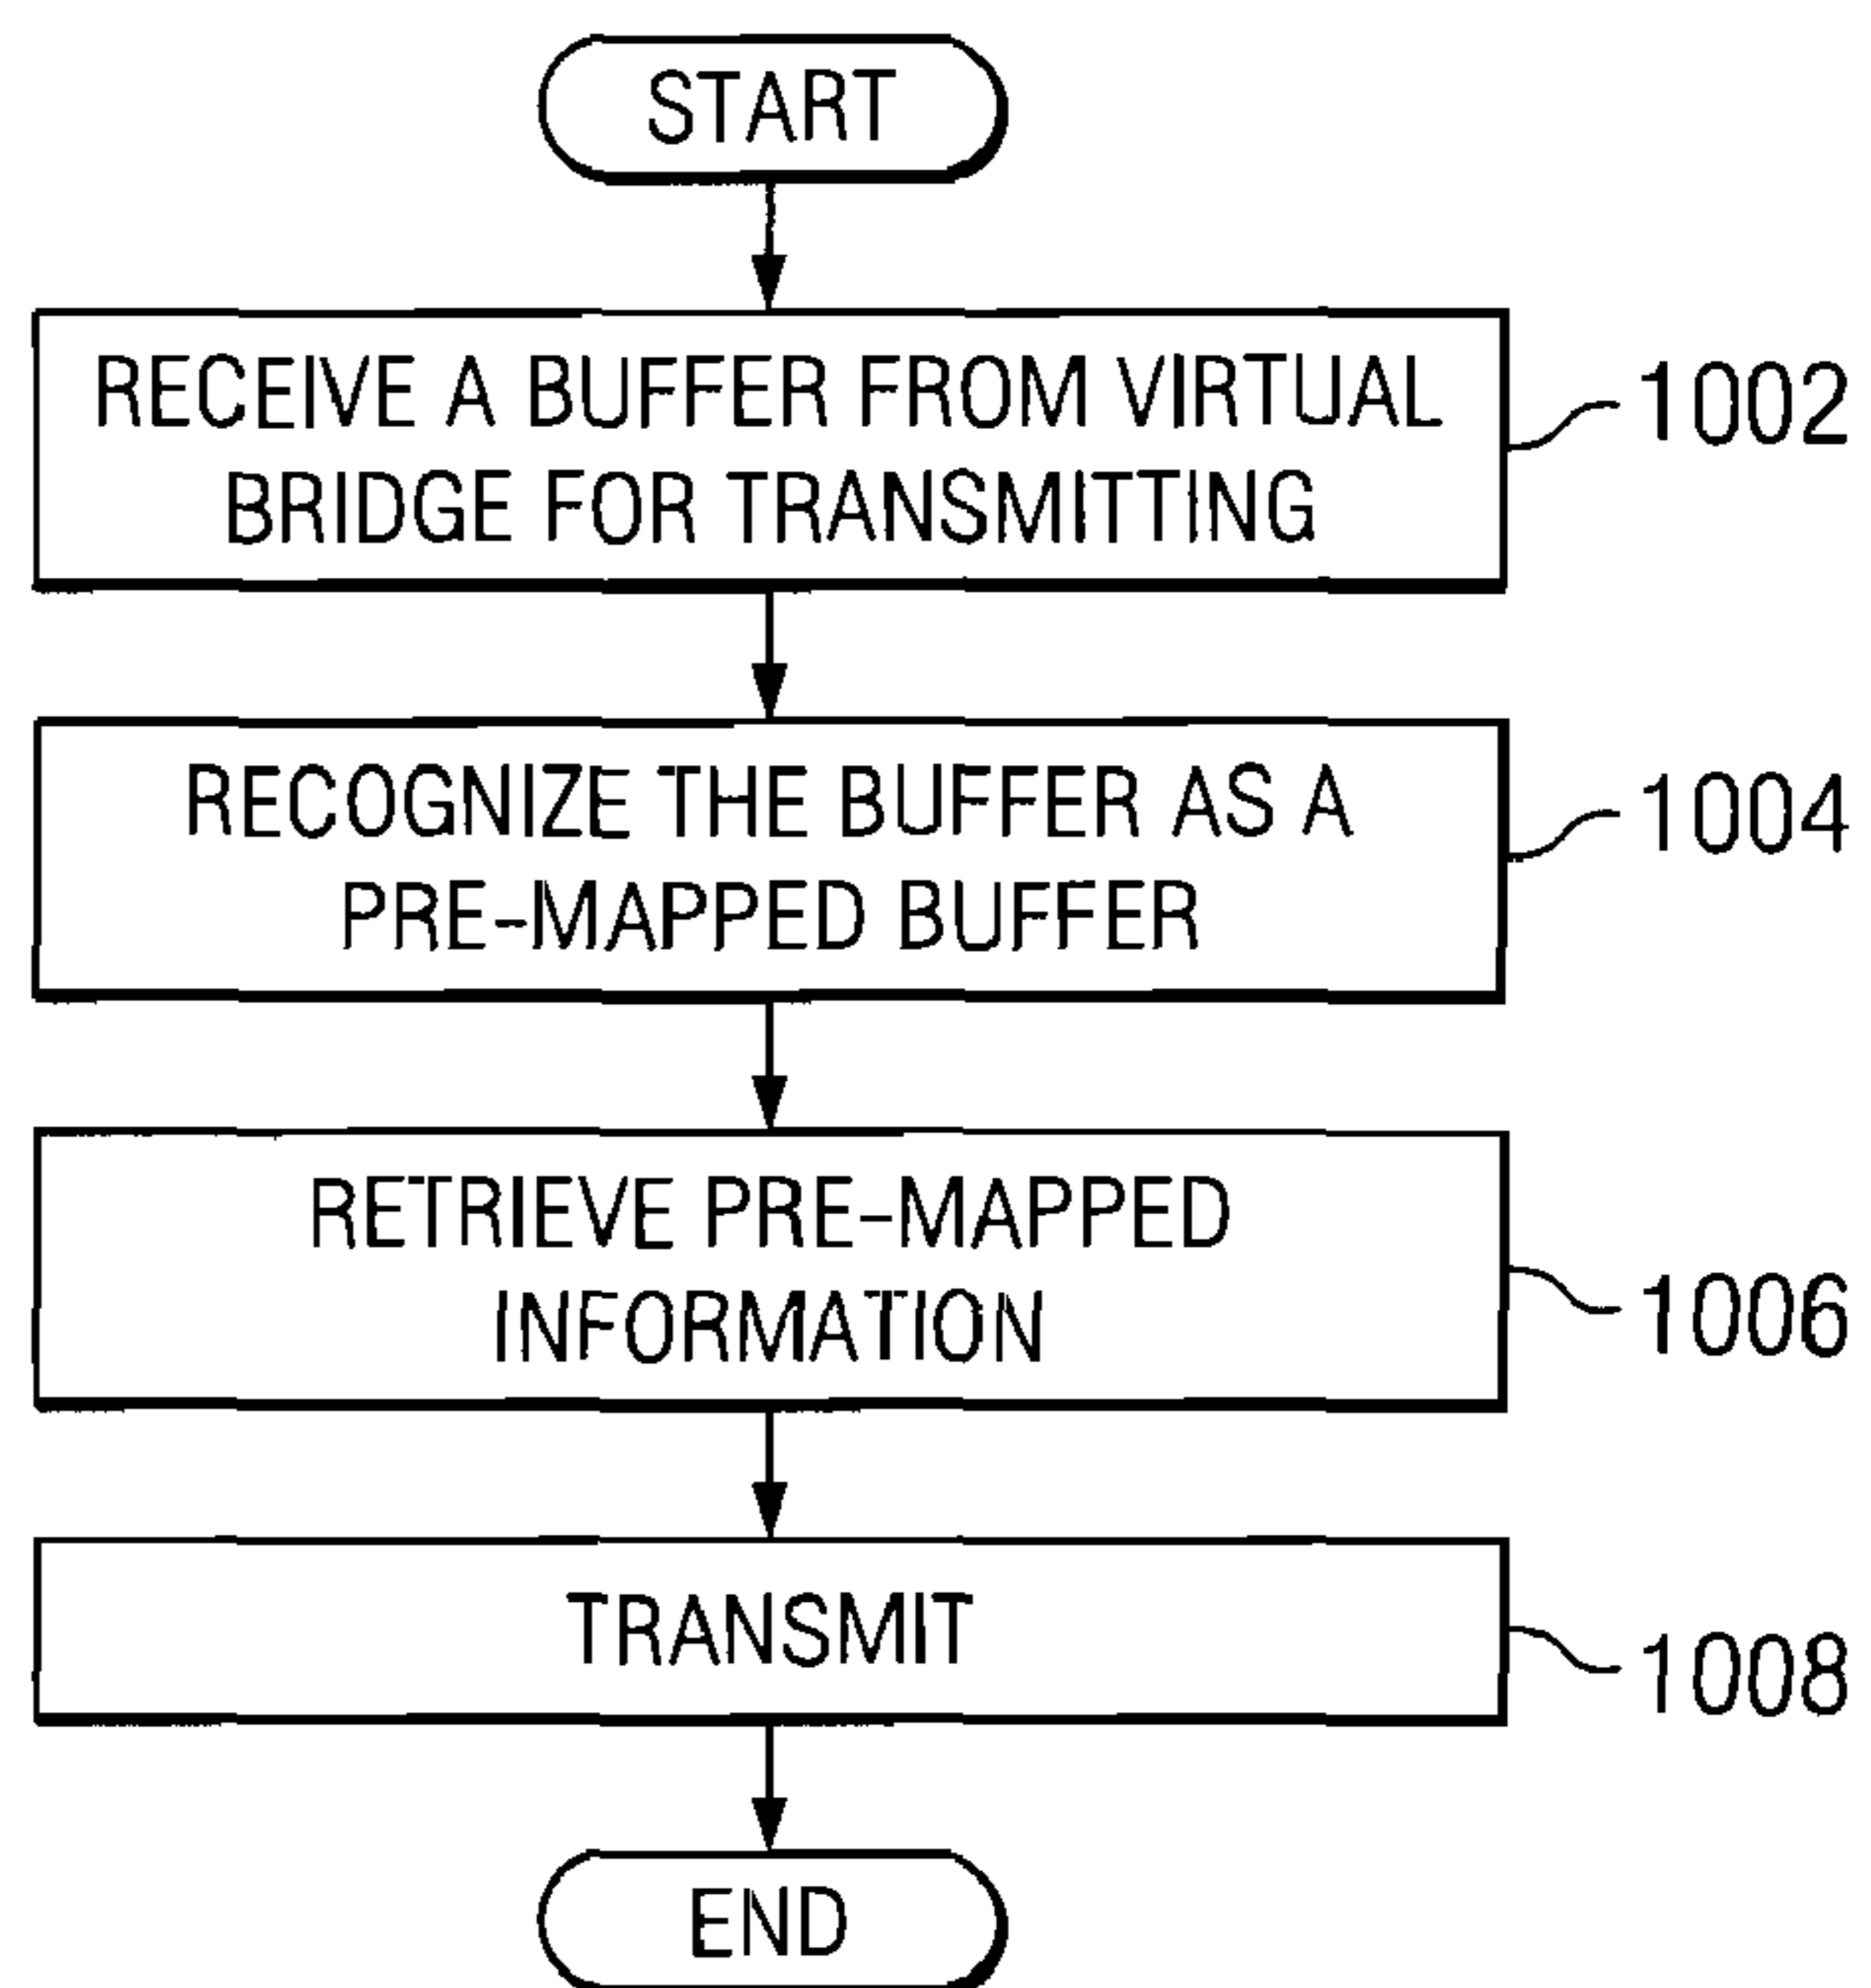 START
RECEIVE A BUFFER FROM VIRTUAL
BRIDGE FOR TRANSMITTING
1002
RECOGNIZE THE BUFFER AS A
PRE-MAPPED BUFFER
1004
RETRIEVE PRE-MAPPED
INFORMATION
1006
TRANSMIT
1008
END